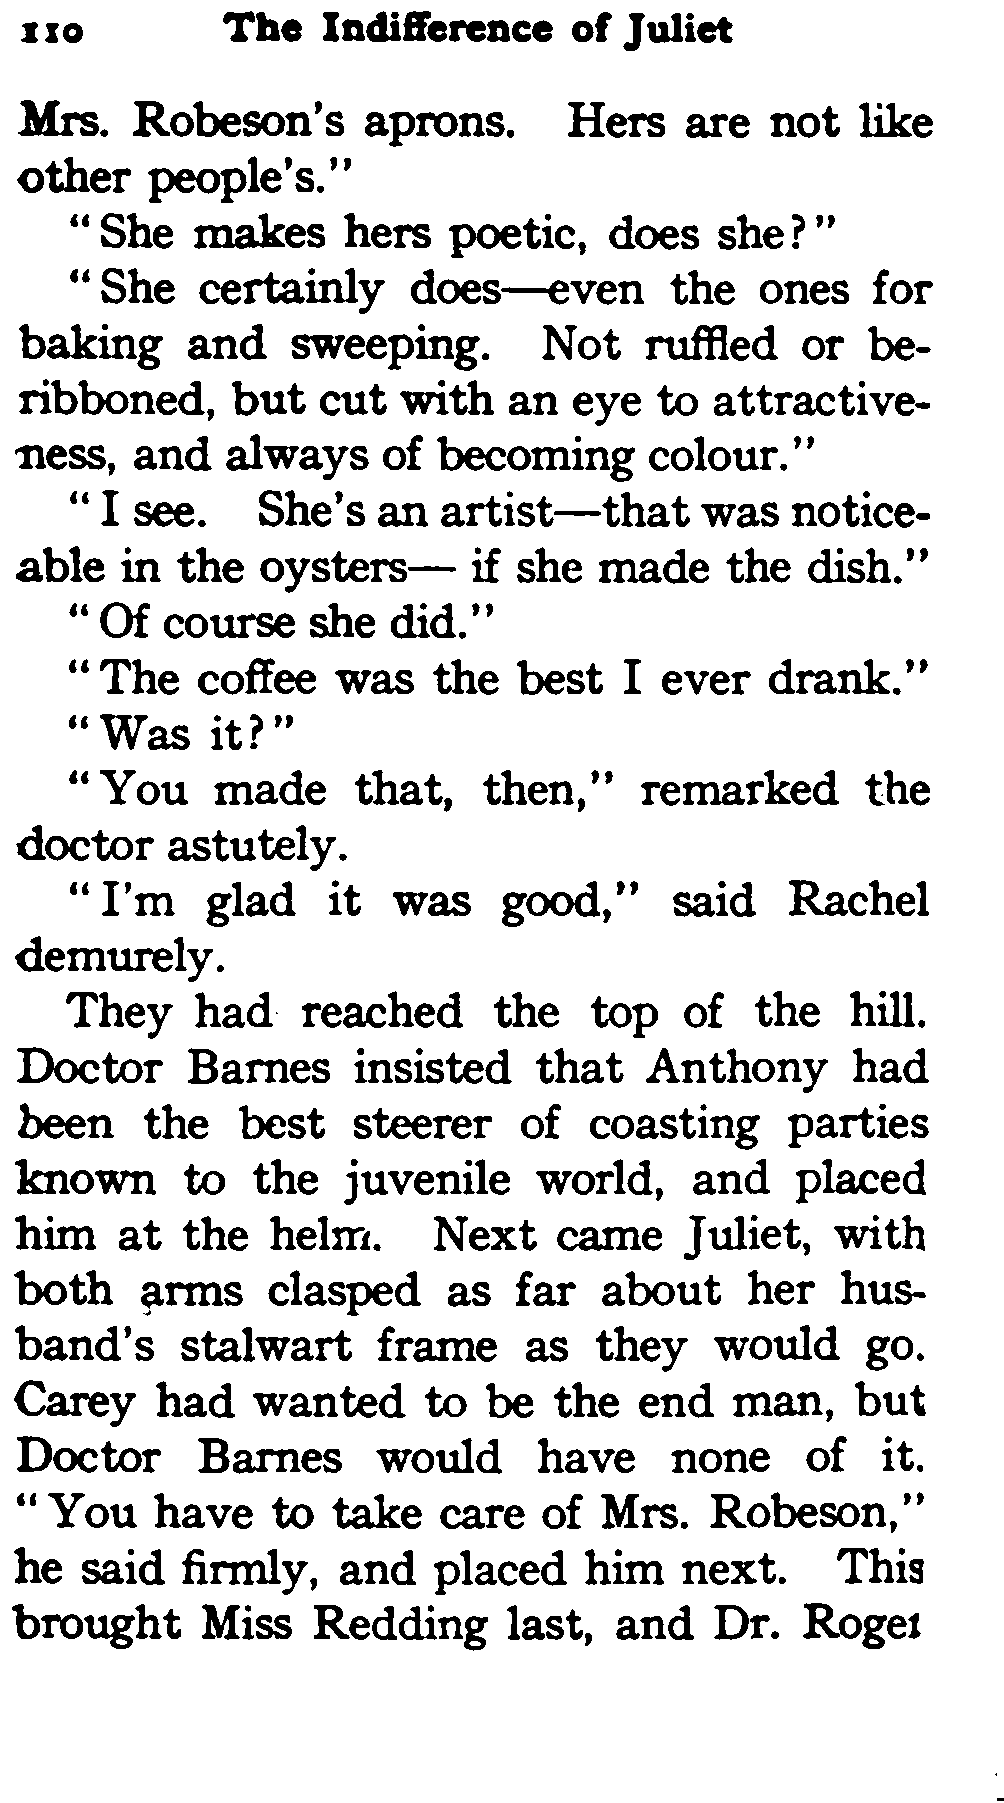 110 The Indifference of Juliet
Mrs. Robeson's aprons. Hers are not like
other people's."
"She makes hers poetic, does she?"
"She certainly does—even the ones for
baking and sweeping. Not ruffled or be-
ribboned, but cut with an eye to attractive-
ness, and always of becoming colour."
"I see. She's an artist—that was notice-
able in the oysters— if she made the dish."
"Of course she did."
"The coffee was the best I ever drank."
"Was it?"
"You made that, then," remarked the
doctor astutely.
"I'm glad it was good," said Rachel
demurely.
They had reached the top of the hill.
Doctor Barnes insisted that Anthony had
been the best steerer of coasting parties
known to the juvenile world, and placed
him at the helm. Next came Juliet, with
both arms clasped as far about her hus-
band's stalwart frame as they would go.
Carey had wanted to be the end man, but
Doctor Barnes would have none of it.
"You have to take care of Mrs. Robeson,"
he said firmly, and placed him next. This
brought Miss Redding last, and Dr. Roger